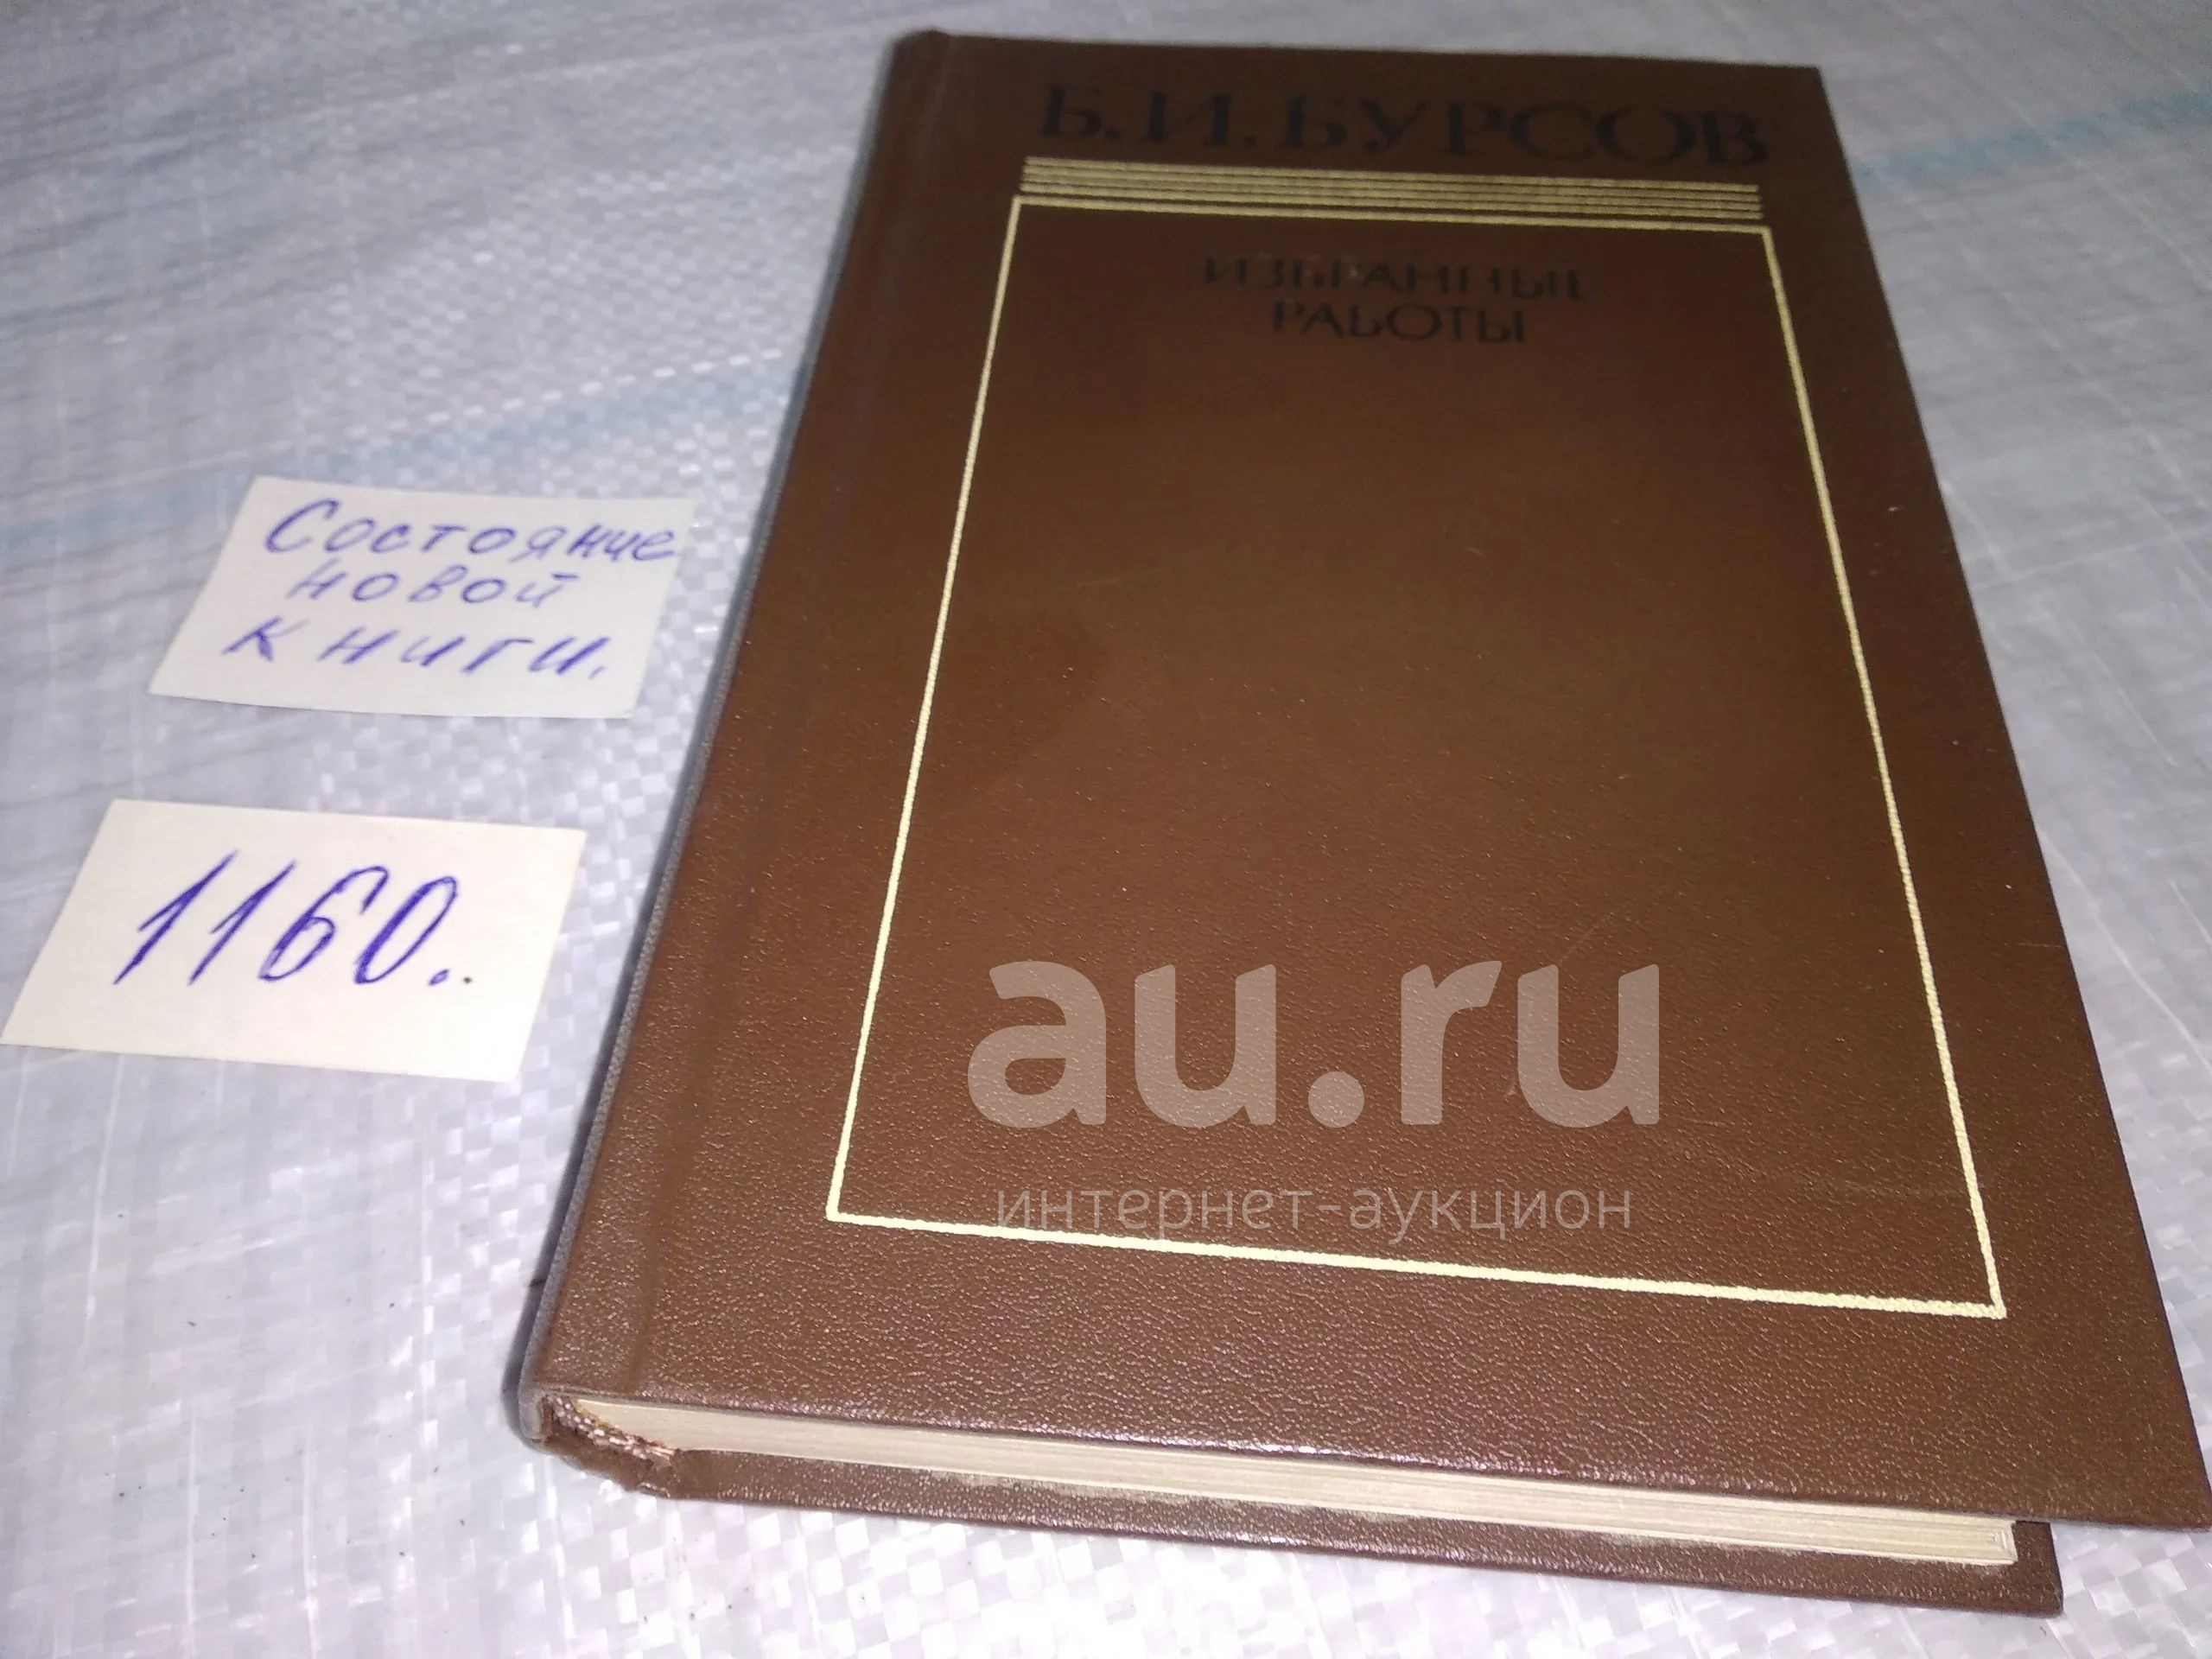 Б.И.БУРСОВ
ИЗБРАННЫЕ
РАБОТЫ
Состояние
новой
книги.
1160..
au.ru
интернет-аукцион